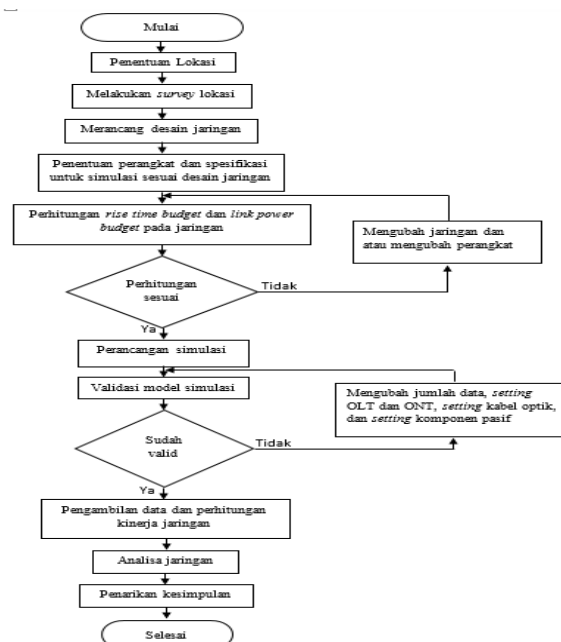 Mulai
Penentuan Lokasi
Melakukan survey lokasi
Merancang desain jaringan
Penentuan perangkat dan spesifikasi
untuk simulasi sesuai desain jaringan
Perhitungan rise time budget dan link power
budget pada jaringan
Mengubah jaringan dan
atau mengubah perangkat
Perhitungan
sesuai
Tidak
Ya
Perancangan simulasi
Validasi model simulasi
Mengubah jumlah data, setting
OLT dan ONT, setting kabel optik,
dan setting komponen pasif
Sudah
valid
Tidak
Ya
Pengambilan data dan perhitungan
kinerja jaringan
Analisa jaringan
Penarikan kesimpulan
Selesai